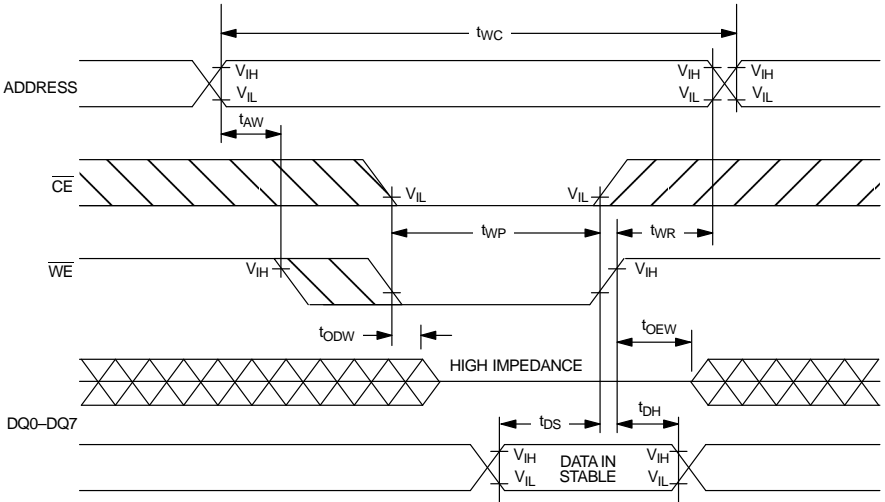 tWC
ADDRESS
VIH VIH VIH
VIL VIL VIL
tAW
CE
VIL VIL
tWP tWR
WE
VIH VIH
tODW tOEW
HIGH IMPEDANCE
DQ0–DQ7
tDS tDH
VIH DATA IN VIH
VIL STABLE VIL